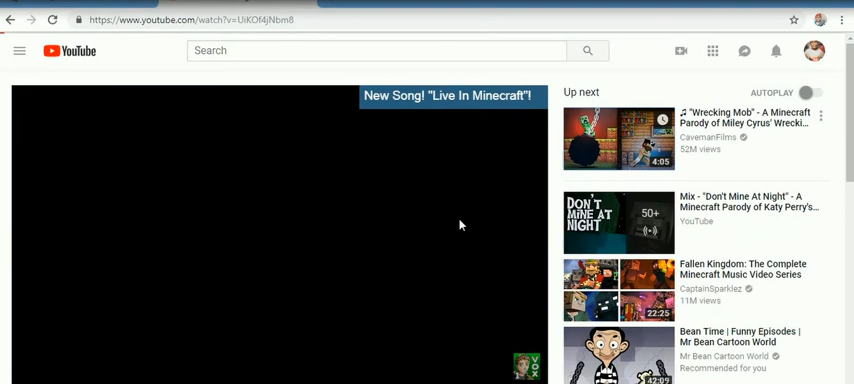 https://www.youtube.com/watch?v=UiKOf4jNbm8
YouTube
Search
New Song! "Live In Minecraft"!
VOX
Up next
AUTOPLAY
4:05
♫ "Wrecking Mob" - A Minecraft
Parody of Miley Cyrus' Wrecki...
CavemanFilms
52M views
DON'T
MINE AT
NIGHT
50+
Mix - "Don't Mine At Night" - A
Minecraft Parody of Katy Perry's...
YouTube
22:25
Fallen Kingdom: The Complete
Minecraft Music Video Series
CaptainSparklez
11M views
42:09
Bean Time | Funny Episodes |
Mr Bean Cartoon World
Mr Bean Cartoon World
Recommended for you